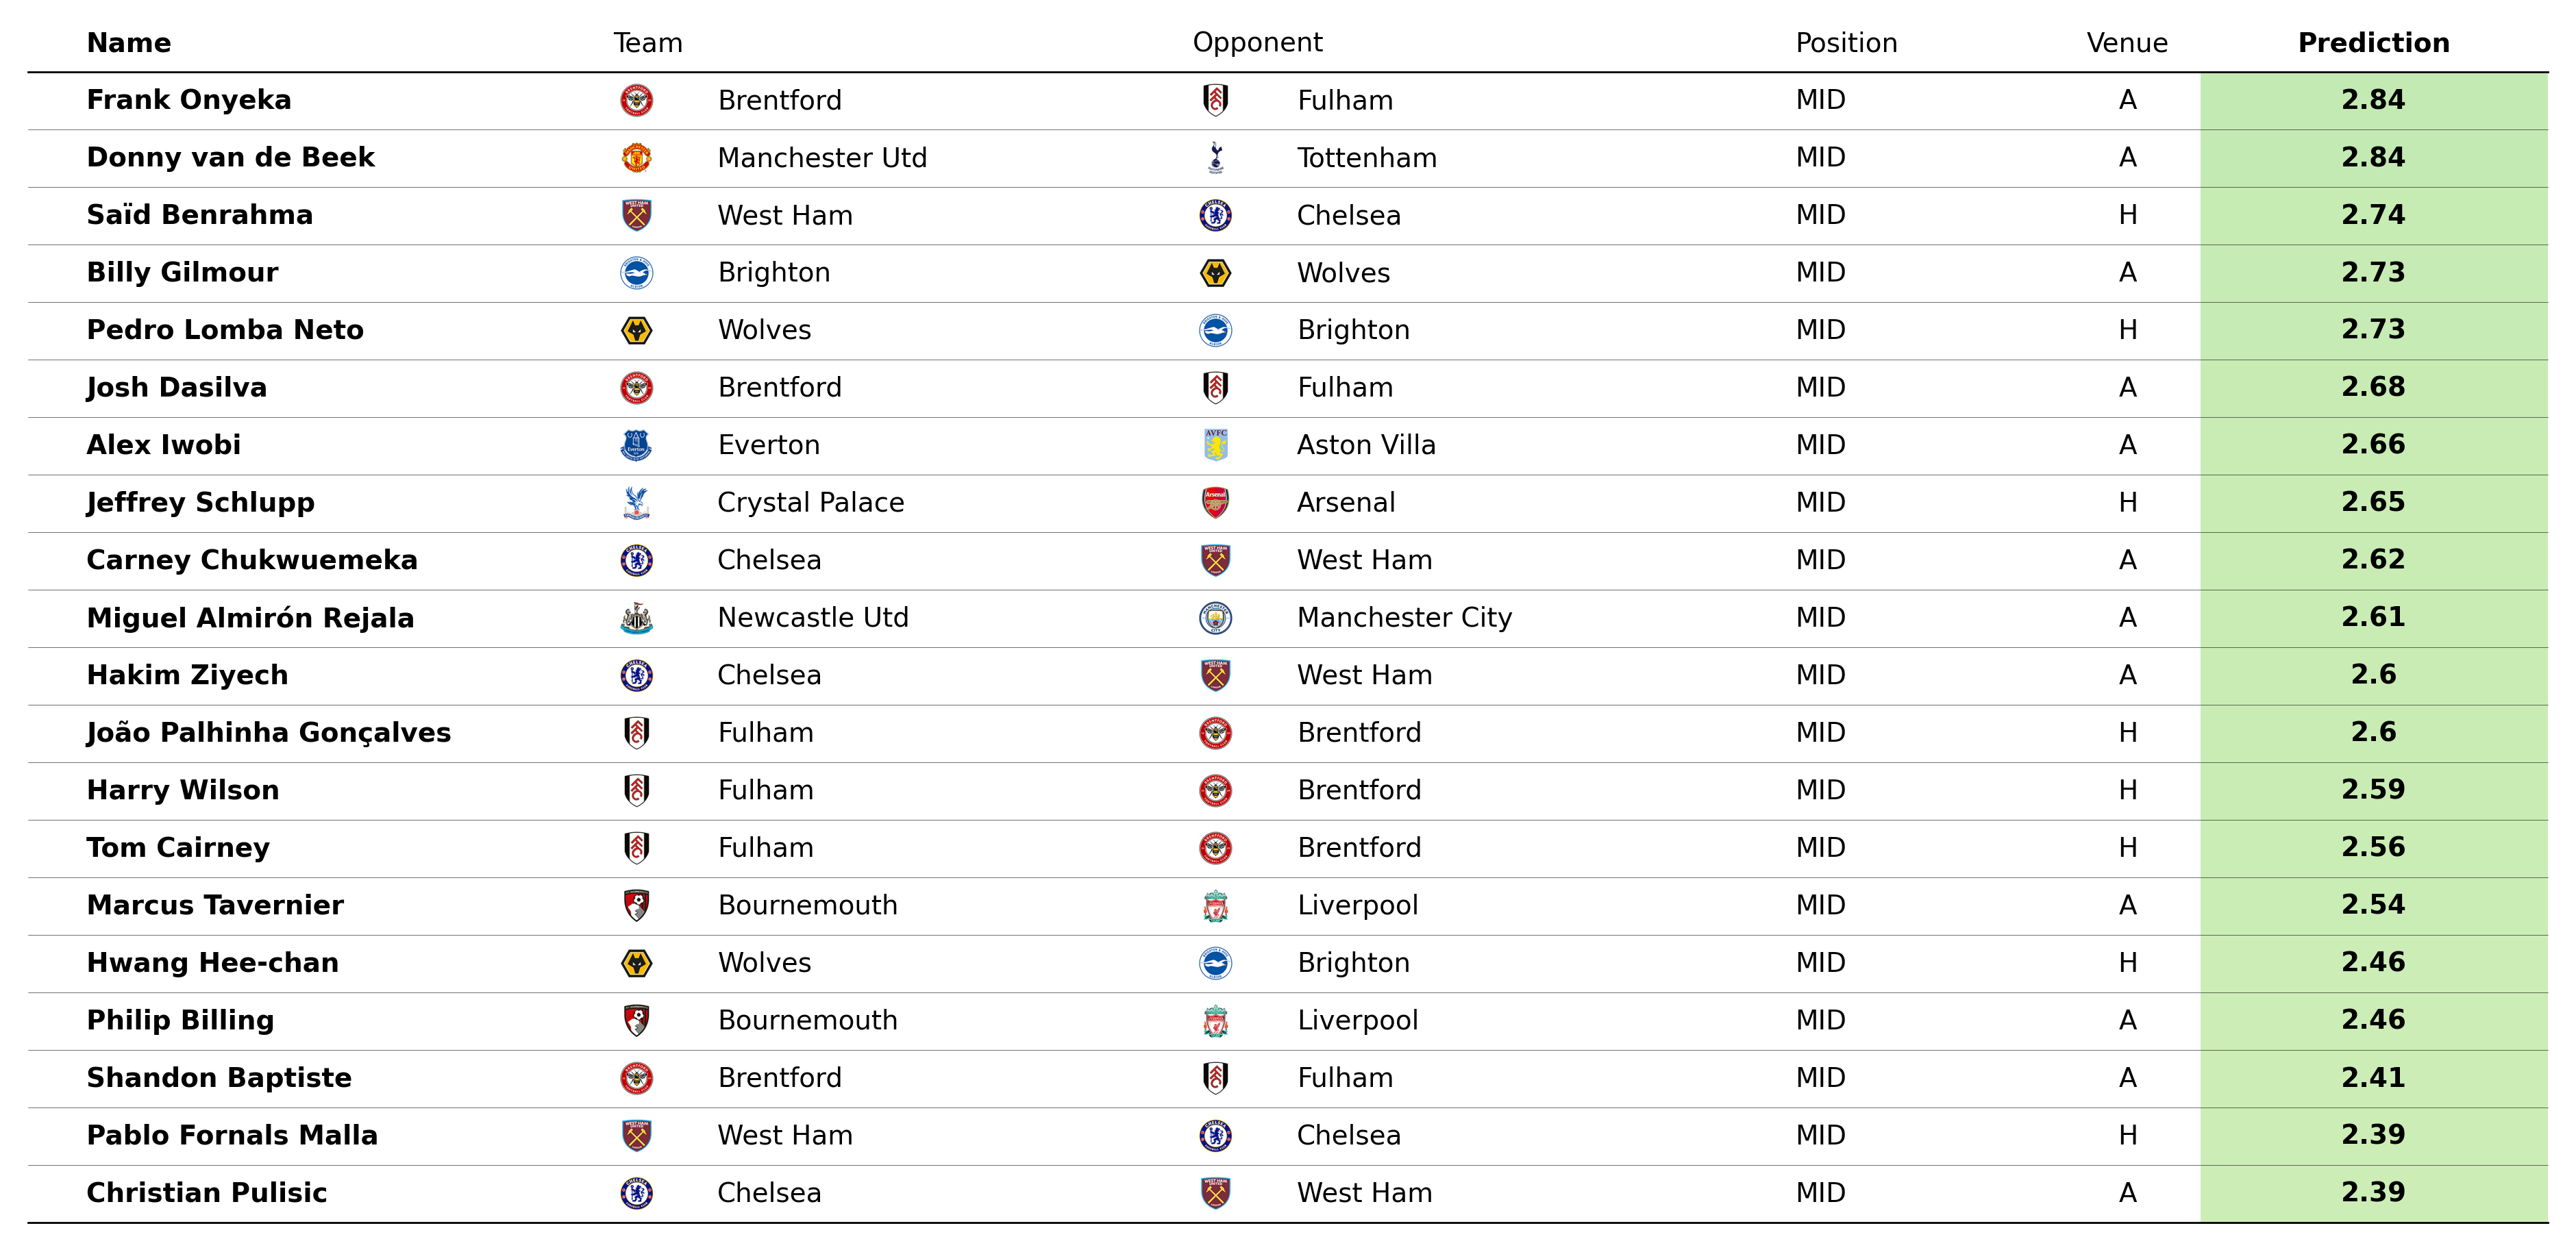 Name Team Opponent Position Venue Prediction
Frank Onyeka Brentford Fulham MID A 2.84
Donny van de Beek Manchester Utd Tottenham MID A 2.84
Saïd Benrahma West Ham Chelsea MID H 2.74
Billy Gilmour Brighton Wolves MID A 2.73
Pedro Lomba Neto Wolves Brighton MID H 2.73
Josh Dasilva Brentford Fulham MID A 2.68
Alex Iwobi Everton Aston Villa MID A 2.66
Jeffrey Schlupp Crystal Palace Arsenal MID H 2.65
Carney Chukwuemeka Chelsea West Ham MID A 2.62
Miguel Almirón Rejala Newcastle Utd Manchester City MID A 2.61
Hakim Ziyech Chelsea West Ham MID A 2.6
João Palhinha Gonçalves Fulham Brentford MID H 2.6
Harry Wilson Fulham Brentford MID H 2.59
Tom Cairney Fulham Brentford MID H 2.56
Marcus Tavernier Bournemouth Liverpool MID A 2.54
Hwang Hee-chan Wolves Brighton MID H 2.46
Philip Billing Bournemouth Liverpool MID A 2.46
Shandon Baptiste Brentford Fulham MID A 2.41
Pablo Fornals Malla West Ham Chelsea MID H 2.39
Christian Pulisic Chelsea West Ham MID A 2.39